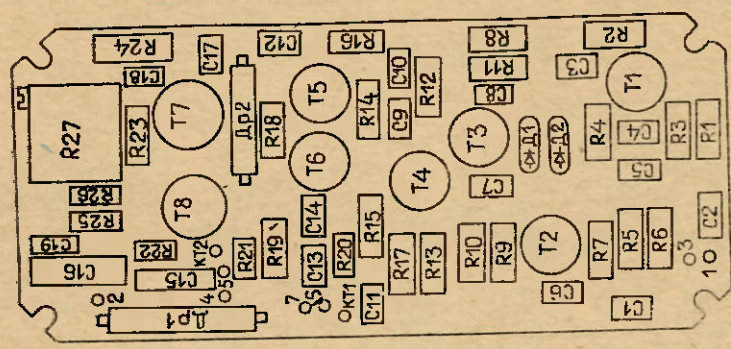 R24
C17
C12
R16
R8
R2
C18
C10
R11
C3
T1
R27
R23
T7
Др2
R18
T5
R14
C9
R12
C8
T3
Д1
Д2
R4
C4
R3
R1
T6
T4
C7
C5
R26
R25
T8
C14
R15
C2
C19
R22
КТ2
R21
R19
C13
R20
R17
R13
R10
R9
T2
R7
R5
R6
3
C16
C15
5
4
2
Др1
7
6
КТ1
C11
C6
C1
1